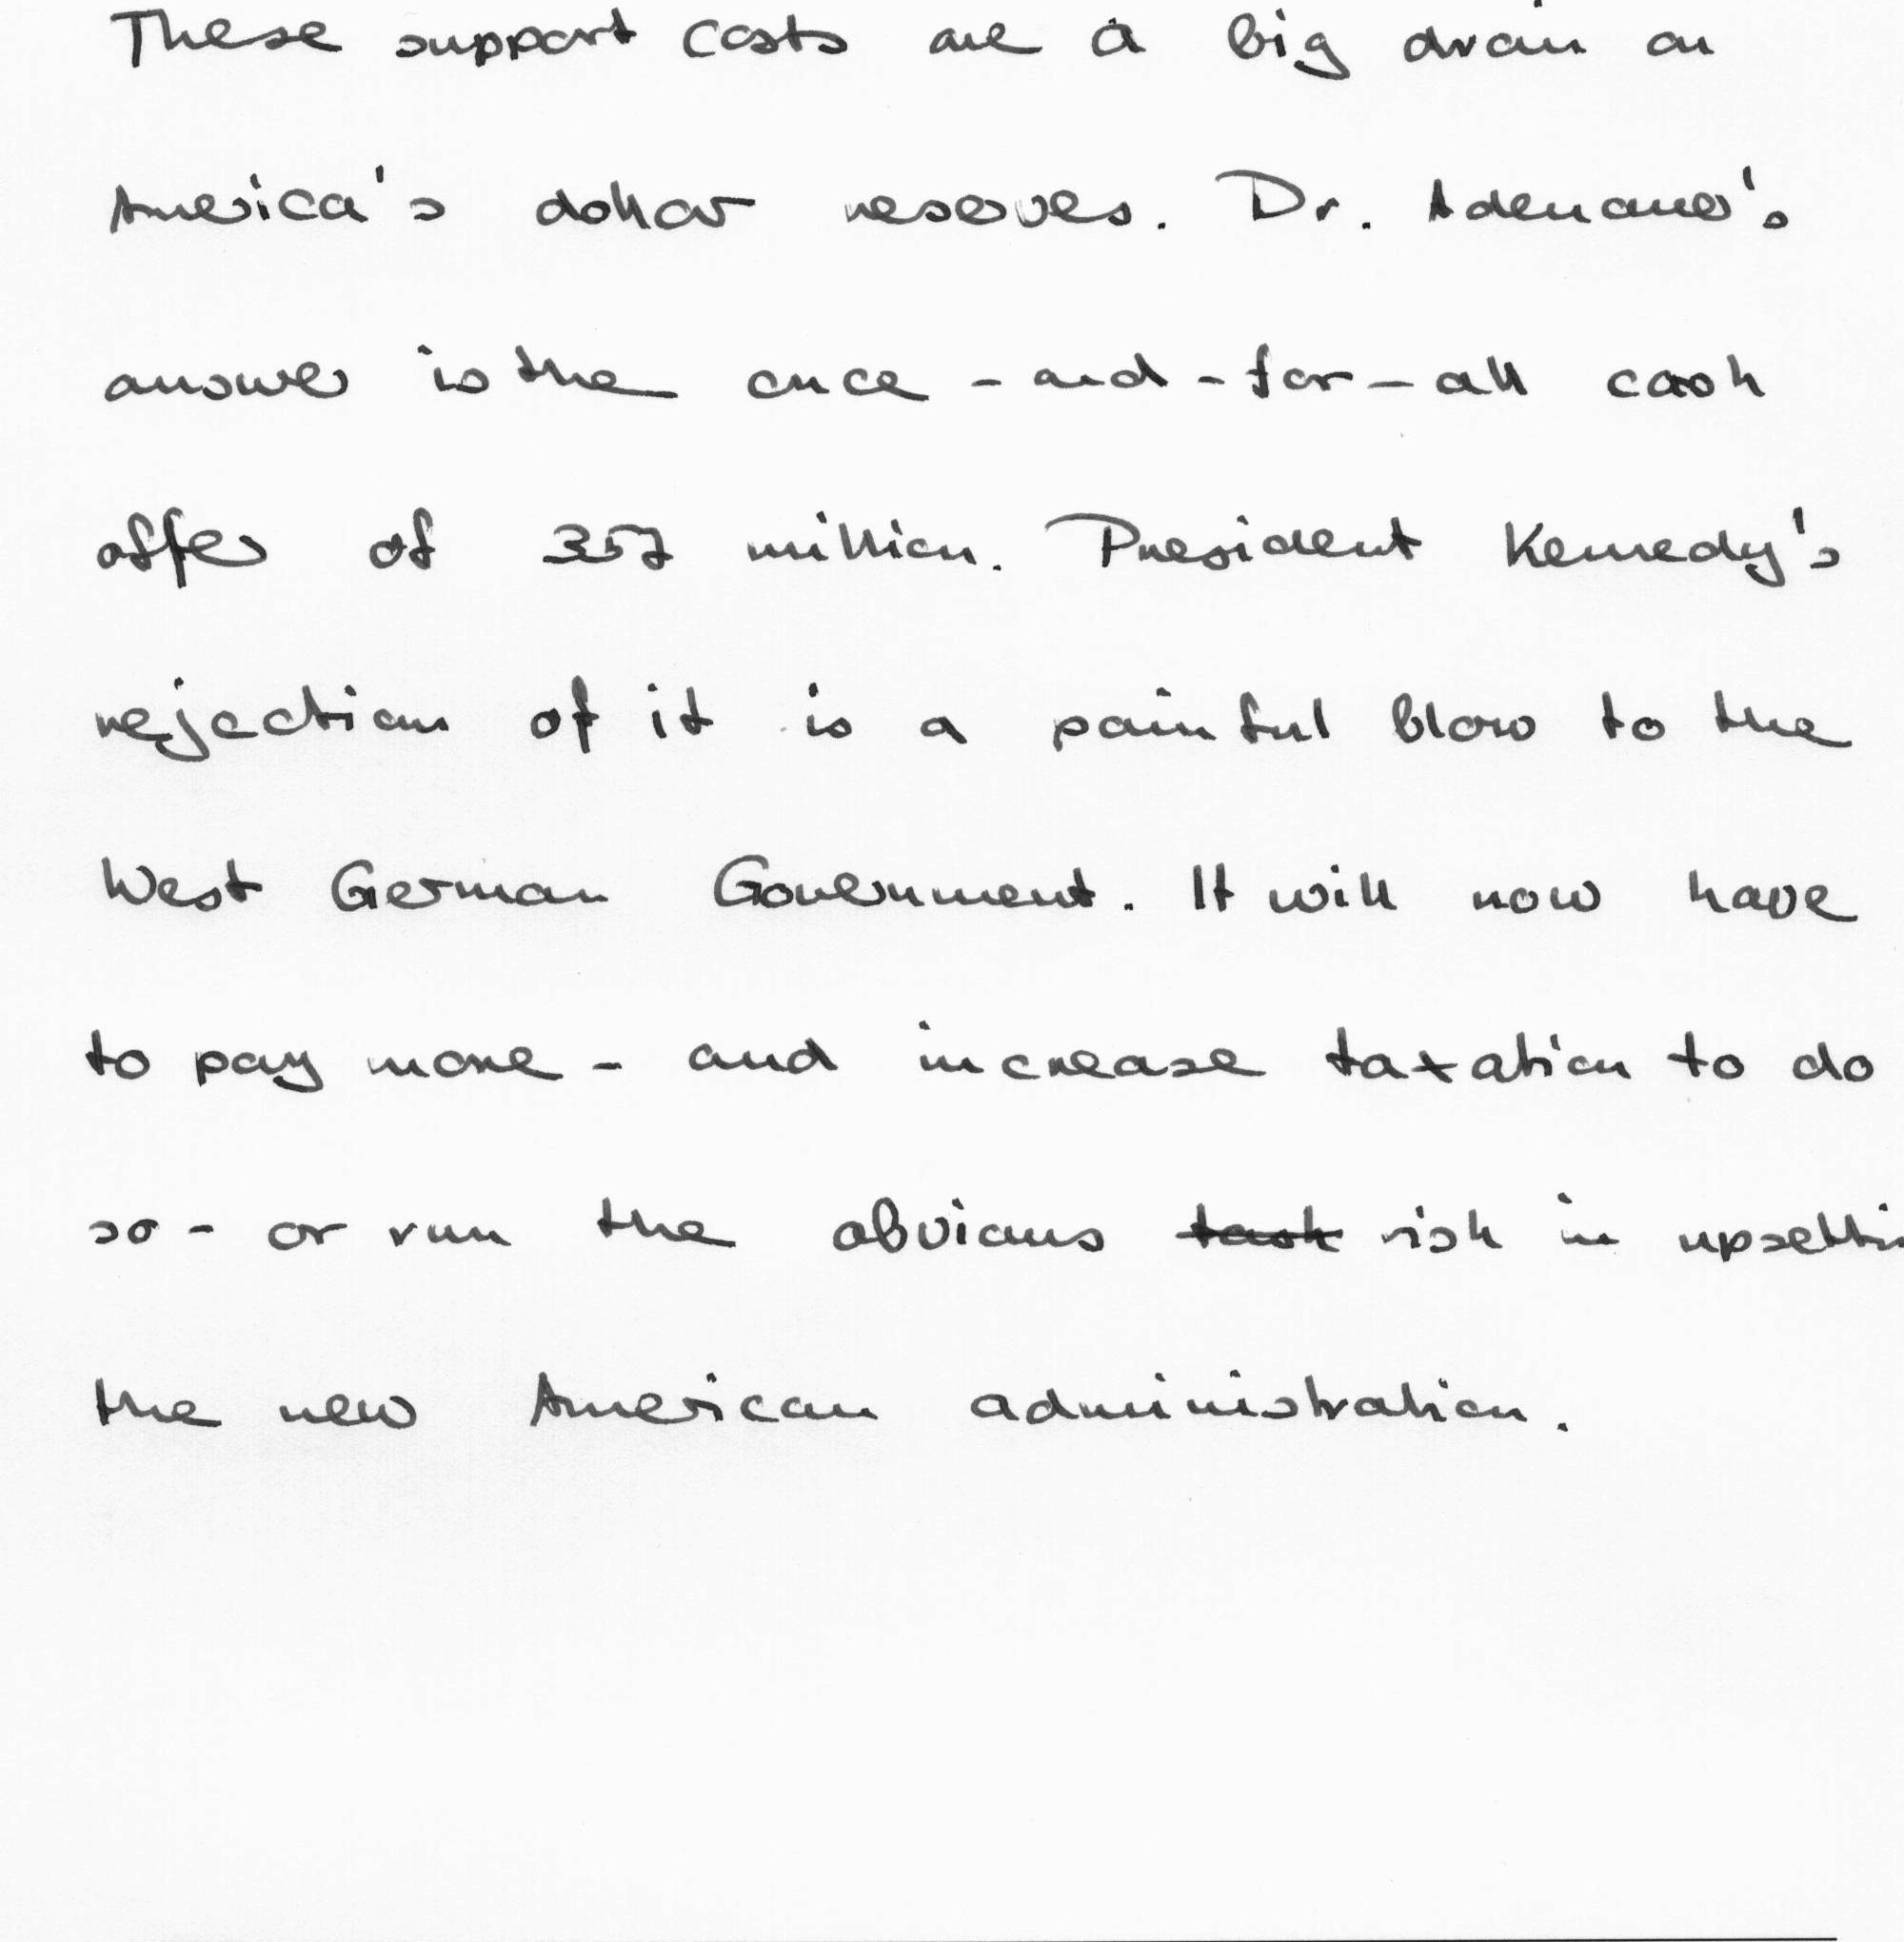 These support costs are a big drain on
America's dollar reserves. Dr. Adenauer's
answer is the once-and-for-all cash
offer of 357 million. President Kennedy's
rejection of it is a painful blow to the
West German Government. It will now have
to pay more - and increase taxation to do
so - or run the obvious task risk in upsetti
the new American administration.